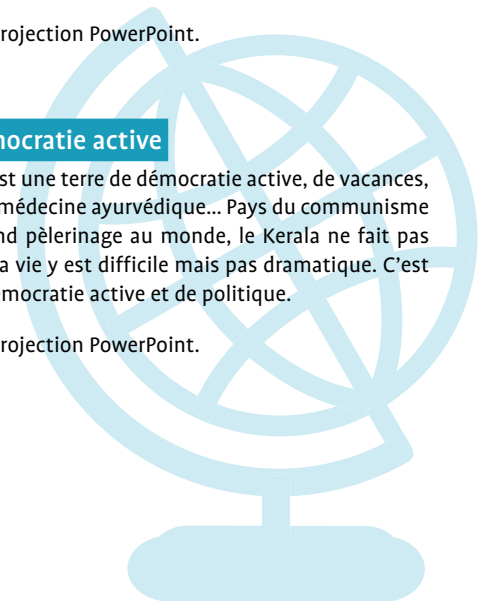 rojection PowerPoint.
nocratie active
st une terre de démocratie active, de vacances,
médecine ayurvédique... Pays du communisme
nd pèlerinage au monde, le Kerala ne fait pas
a vie y est difficile mais pas dramatique. C'est
émocratie active et de politique.
rojection PowerPoint.